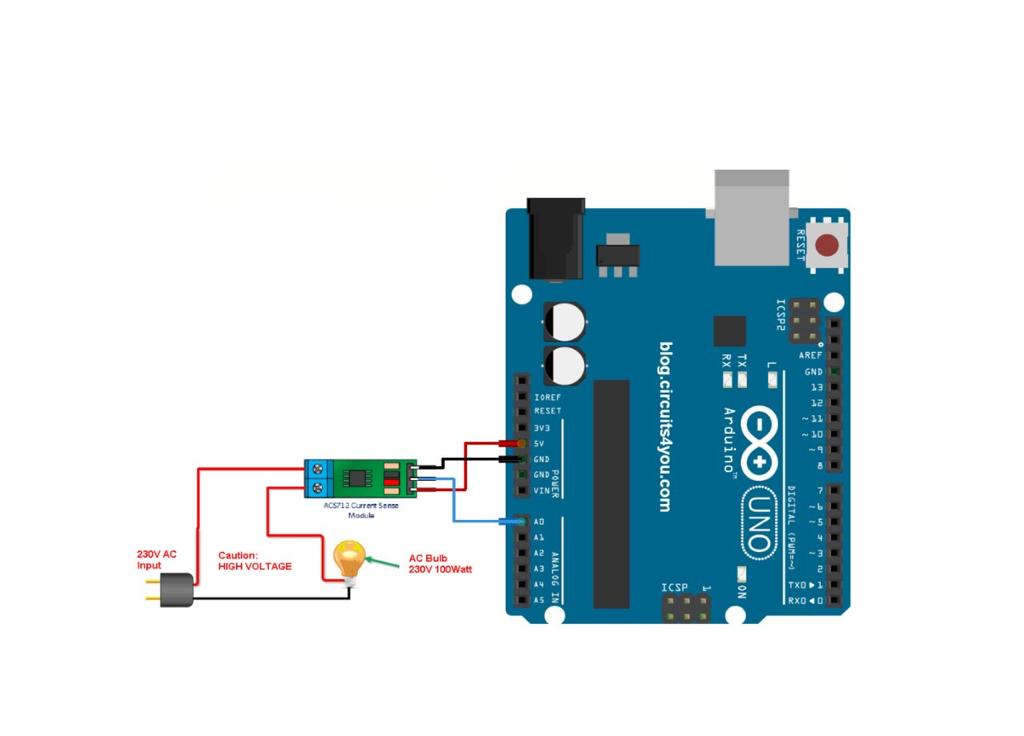 230V AC
Input
Caution:
HIGH VOLTAGE
AC Bulb
230V 100Watt
ACS712 Current Sense
Module
IOREF
RESET
3V3
5V
GND
GND
VIN
POWER
A0
A1
A2
A3
A4
A5
ANALOG IN
blog.circuits4you.com
RESET
ICSP2
RX
TX
L
Arduino™
UNO
ON
ICSP
1
AREF
GND
13
12
~11
~10
~9
8
7
~6
~5
4
~3
2
TX0▶1
RX0◀0
DIGITAL (PWM=~)